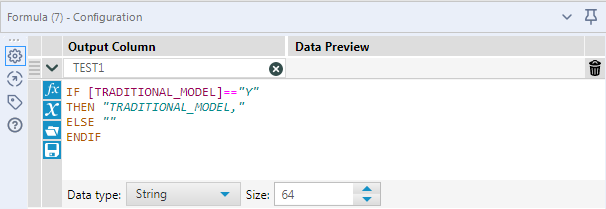 Formula (7) - Configuration
Output Column Data Preview
TEST1
IF [TRADITIONAL_MODEL]=="Y"
THEN "TRADITIONAL_MODEL,"
ELSE ""
ENDIF
Data type: String Size: 64